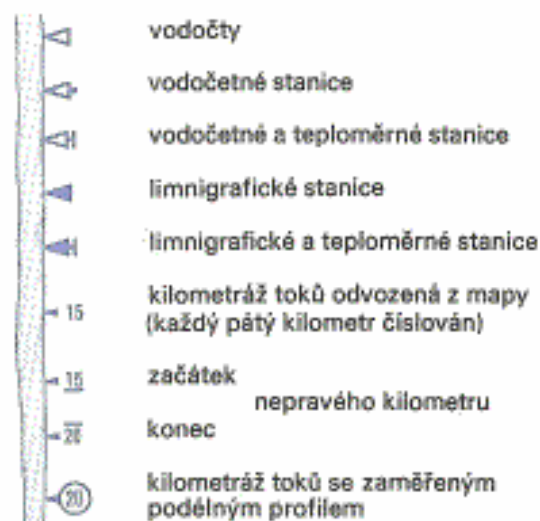 vodočty
vodočetné stanice
vodočetné a teploměrné stanice
limnigrafické stanice
limnigrafické a teploměrné stanice
15 kilometráž toků odvozená z mapy
(každý pátý kilometr číslován)
15 začátek
nepravého kilometru
20 konec
20 kilometráž toků se zaměřeným
podélným profilem